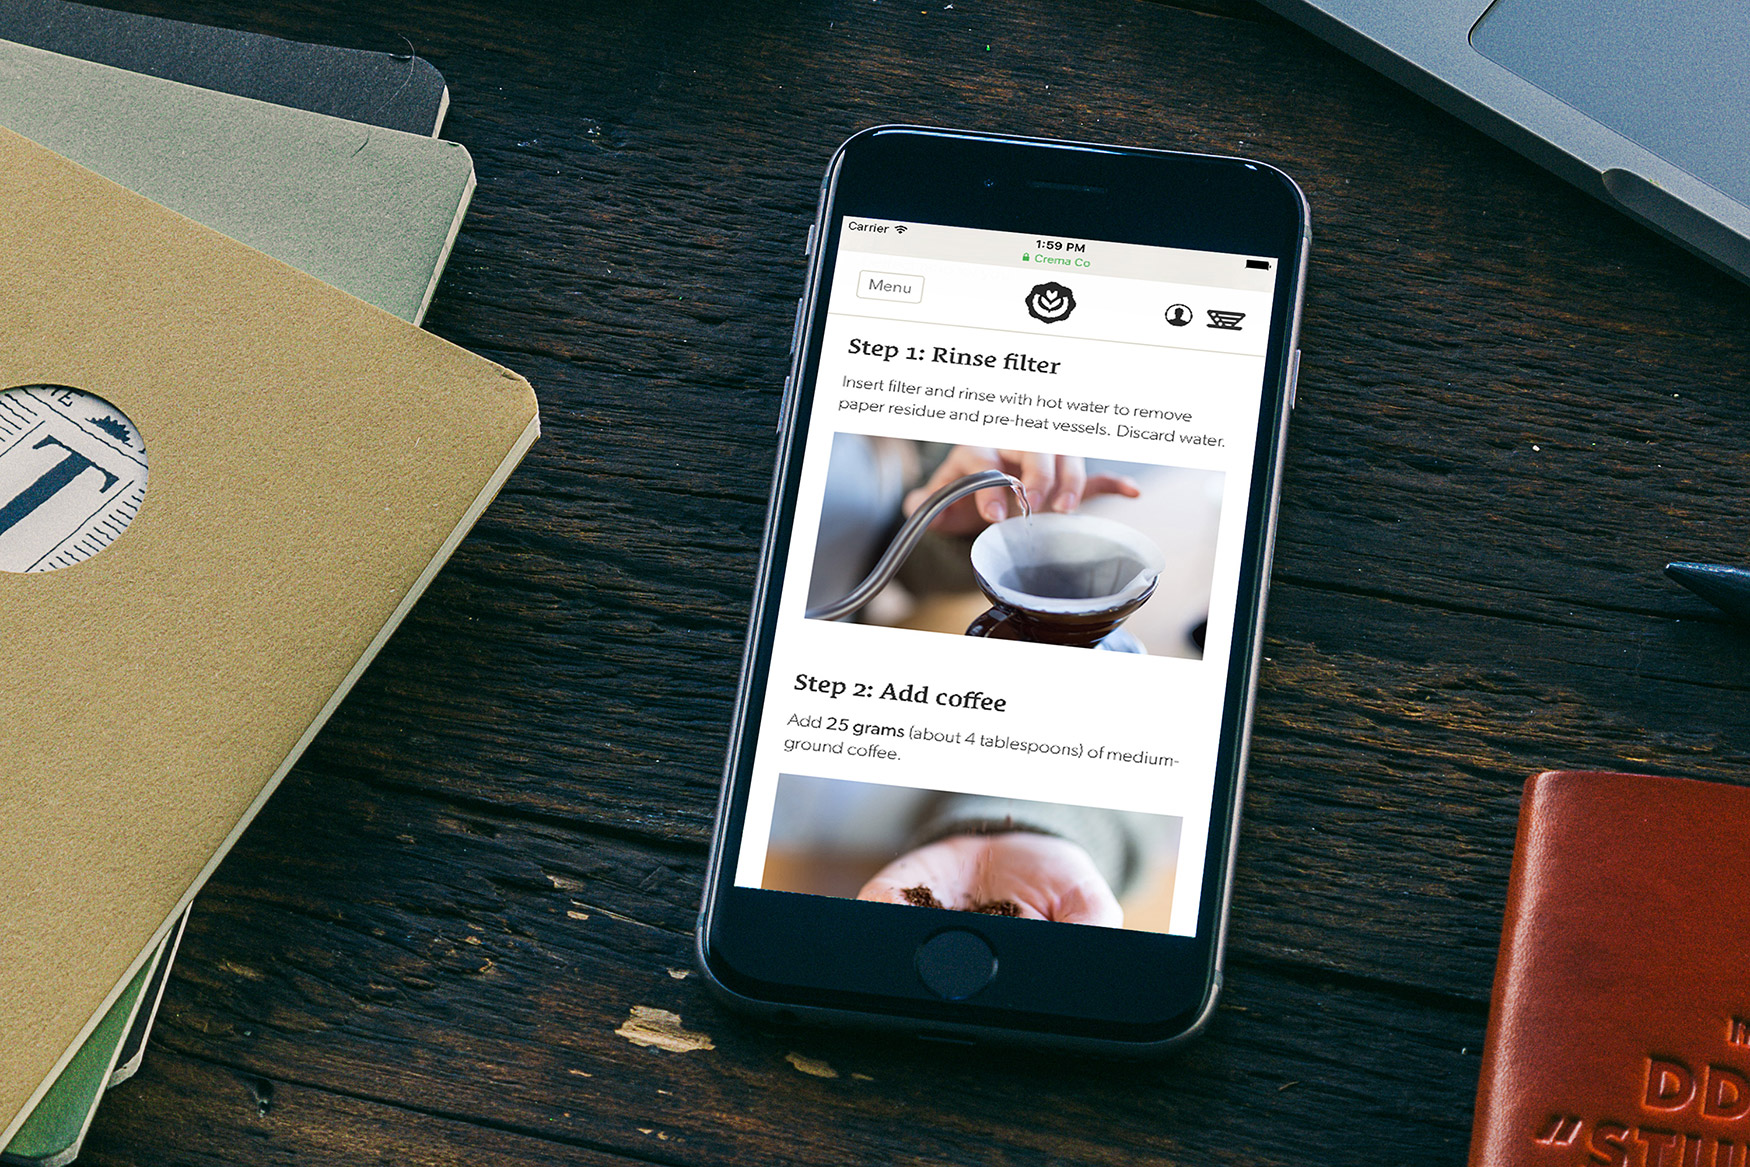 Carrier
1:59 PM
Crema Co
Menu
Step 1: Rinse filter
Insert filter and rinse with hot water to remove
paper residue and pre-heat vessels. Discard water.
Step 2: Add coffee
Add 25 grams (about 4 tablespoons) of medium-
ground coffee.
T
DD